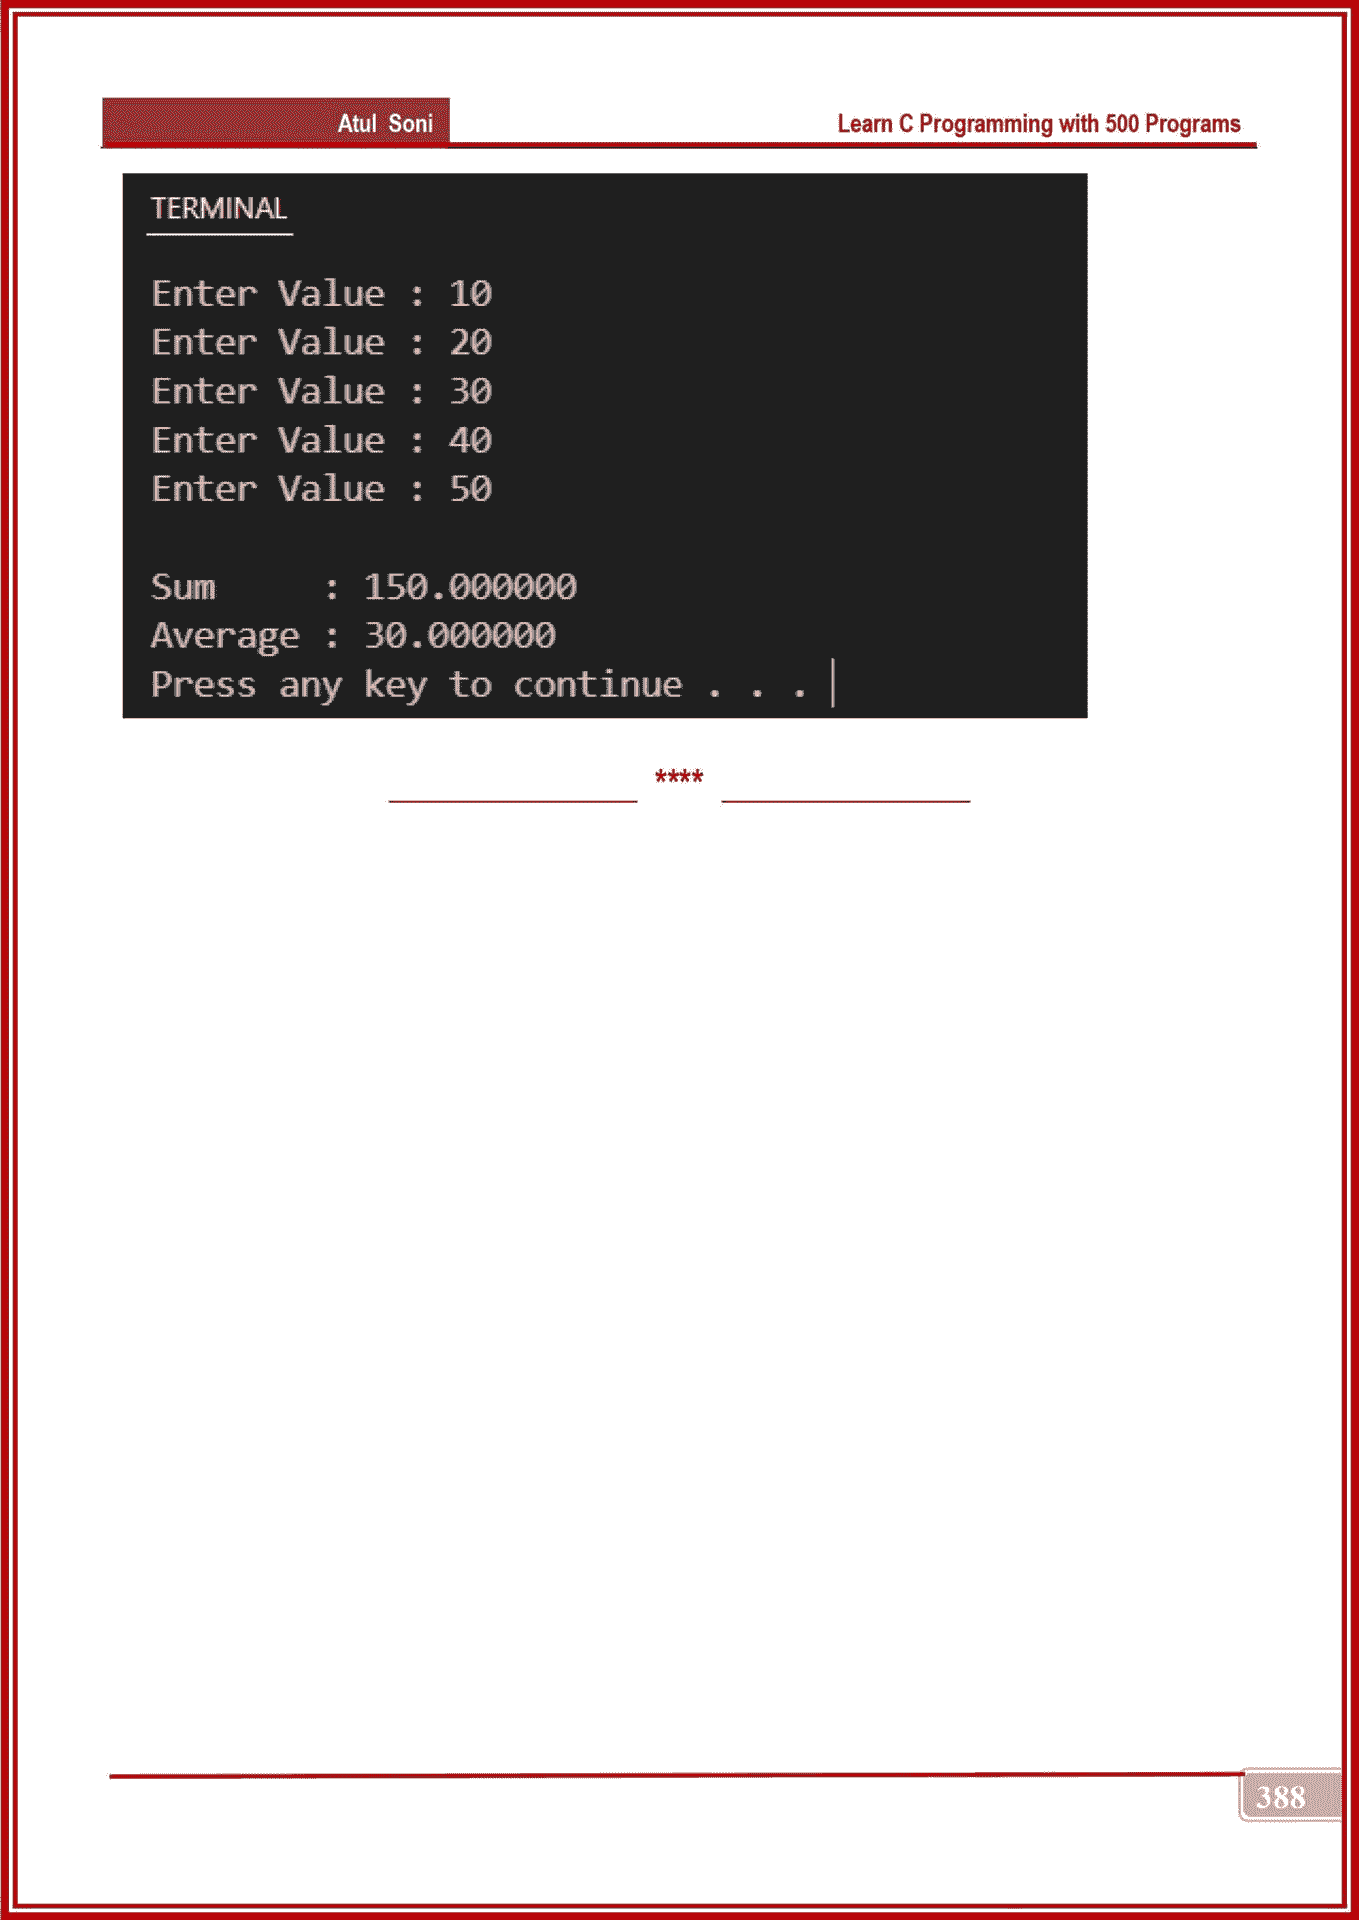 Atul Soni
Learn C Programming with 500 Programs
TERMINAL
Enter Value : 10
Enter Value : 20
Enter Value : 30
Enter Value : 40
Enter Value : 50
Sum     : 150.000000
Average : 30.000000
Press any key to continue . . .
****
388